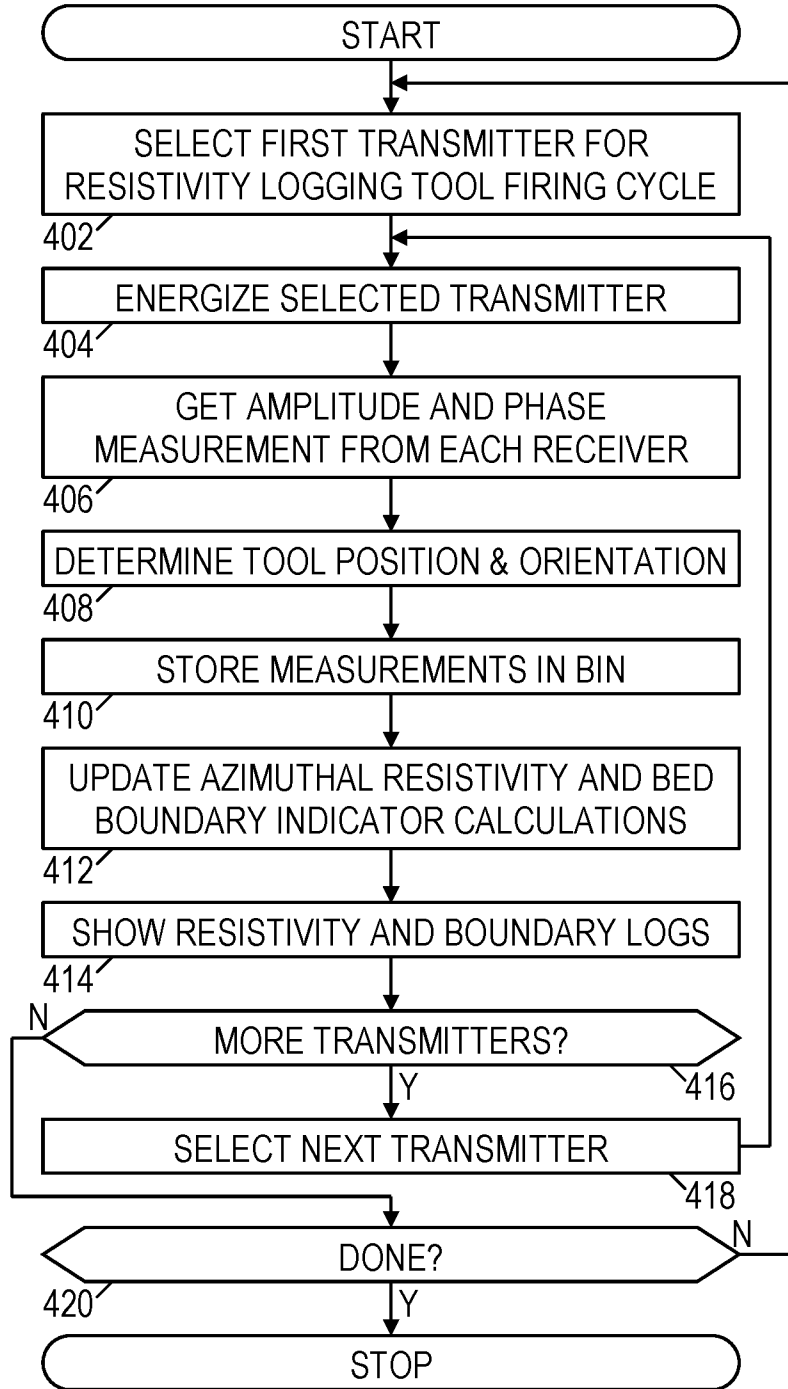 START
SELECT FIRST TRANSMITTER FOR
RESISTIVITY LOGGING TOOL FIRING CYCLE
402
ENERGIZE SELECTED TRANSMITTER
404
GET AMPLITUDE AND PHASE
MEASUREMENT FROM EACH RECEIVER
406
DETERMINE TOOL POSITION & ORIENTATION
408
STORE MEASUREMENTS IN BIN
410
UPDATE AZIMUTHAL RESISTIVITY AND BED
BOUNDARY INDICATOR CALCULATIONS
412
SHOW RESISTIVITY AND BOUNDARY LOGS
414
N
MORE TRANSMITTERS?
416
Y
SELECT NEXT TRANSMITTER
418
N
DONE?
420
Y
STOP